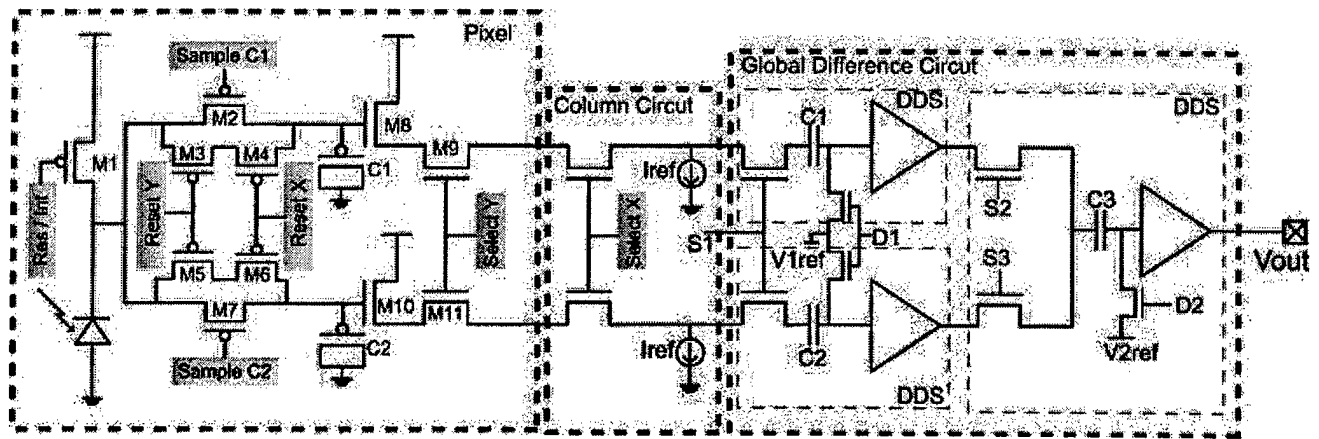 Pixel
Sample C1
M2
M3
M4
M8
M1
Res / Int
Reset Y
Reset X
C1
M9
M5
M6
M7
M10
M11
C2
Sample C2
Select Y
Column Circut
Iref
Select X
Iref
Global Difference Circut
DDS
C1
S1
D1
V1ref
C2
DDS
DDS
S2
S3
C3
D2
V2ref
Vout